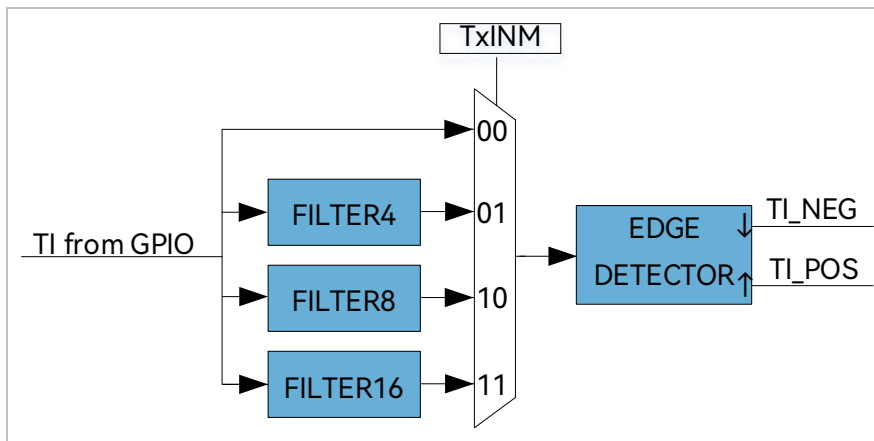 TxINM
00
FILTER4
01
TI from GPIO
FILTER8
10
FILTER16
11
EDGE ↓
DETECTOR ↑
TI_NEG
TI_POS